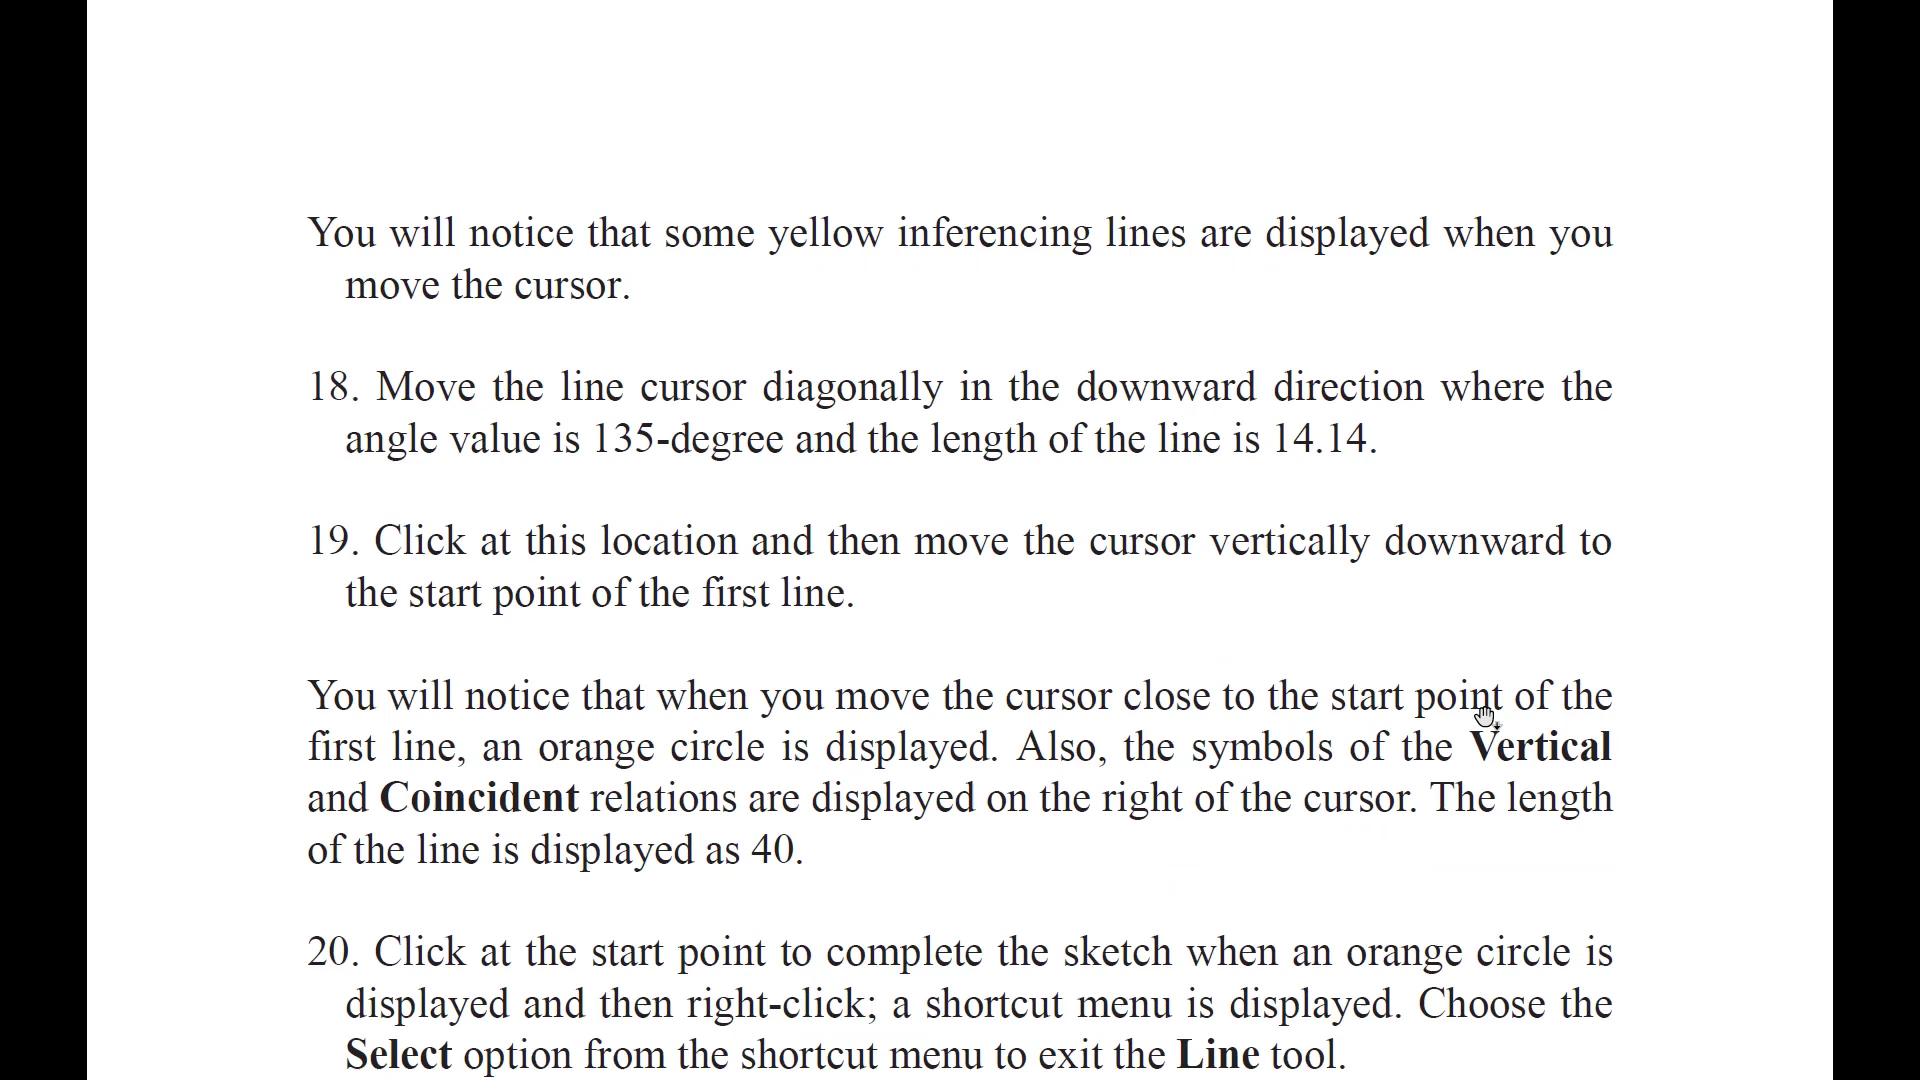 You will notice that some yellow inferencing lines are displayed when you
move the cursor.
18. Move the line cursor diagonally in the downward direction where the
angle value is 135-degree and the length of the line is 14.14.
19. Click at this location and then move the cursor vertically downward to
the start point of the first line.
You will notice that when you move the cursor close to the start point of the
first line, an orange circle is displayed. Also, the symbols of the Vertical
and Coincident relations are displayed on the right of the cursor. The length
of the line is displayed as 40.
20. Click at the start point to complete the sketch when an orange circle is
displayed and then right-click; a shortcut menu is displayed. Choose the
Select option from the shortcut menu to exit the Line tool.